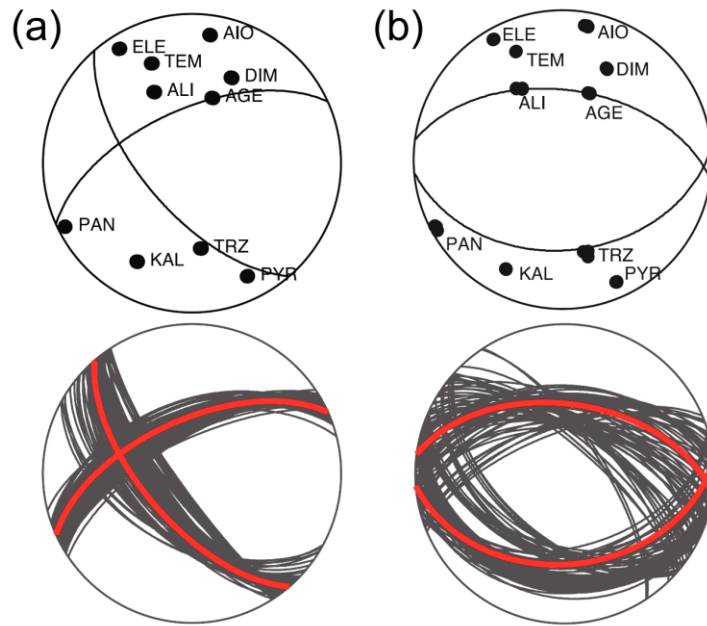 (a)
ELE
AIO
TEM
DIM
ALI
AGE
PAN
KAL
TRZ
PYR
(b)
ELE
AIO
TEM
DIM
ALI
AGE
PAN
KAL
TRZ
PYR